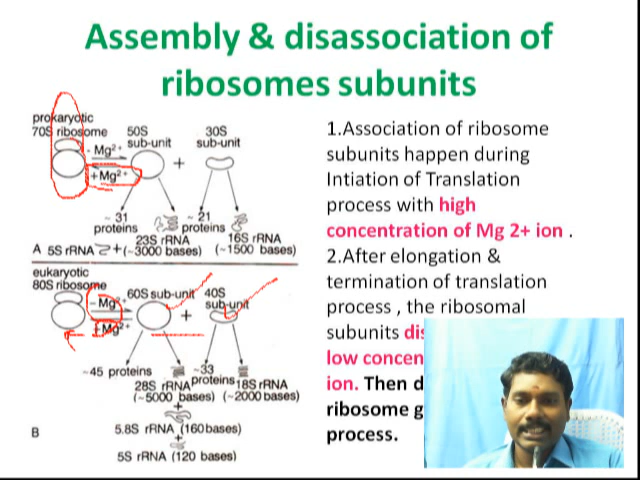 Assembly & disassociation of
ribosomes subunits
prokaryotic
70S ribosome
50S
sub-unit
30S
sub-unit
- Mg2+
+Mg2+
+
~ 31
proteins
~ 21
proteins
A 5S rRNA
+
23S rRNA
(~3000 bases)
16S rRNA
(~1500 bases)
eukaryotic
80S ribosome
60S sub-unit
40S
sub-unit
- Mg2+
+Mg2+
+
~45 proteins
~33
proteins
28S rRNA
(~5000 bases)
18S rRNA
(~2000 bases)
+
5.8S rRNA (160bases)
+
5S rRNA (120 bases)
B
1.Association of ribosome
subunits happen during
Intiation of Translation
process with high
concentration of Mg 2+ ion .
2.After elongation &
termination of translation
process , the ribosomal
subunits
low
ion. Then
ribosome
process.